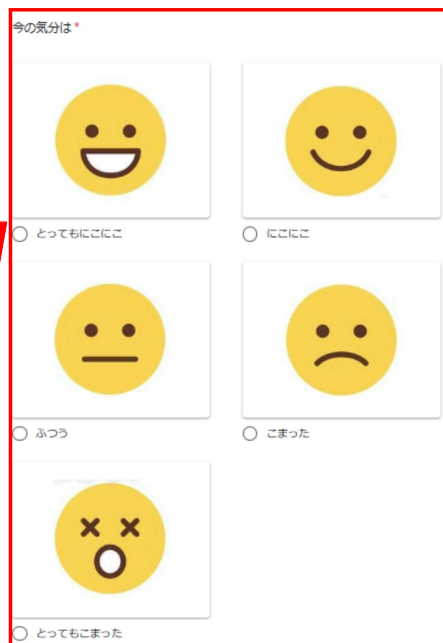 今の気分は*
とってもにこにこ
にこにこ
ふつう
こまった
とってもこまった